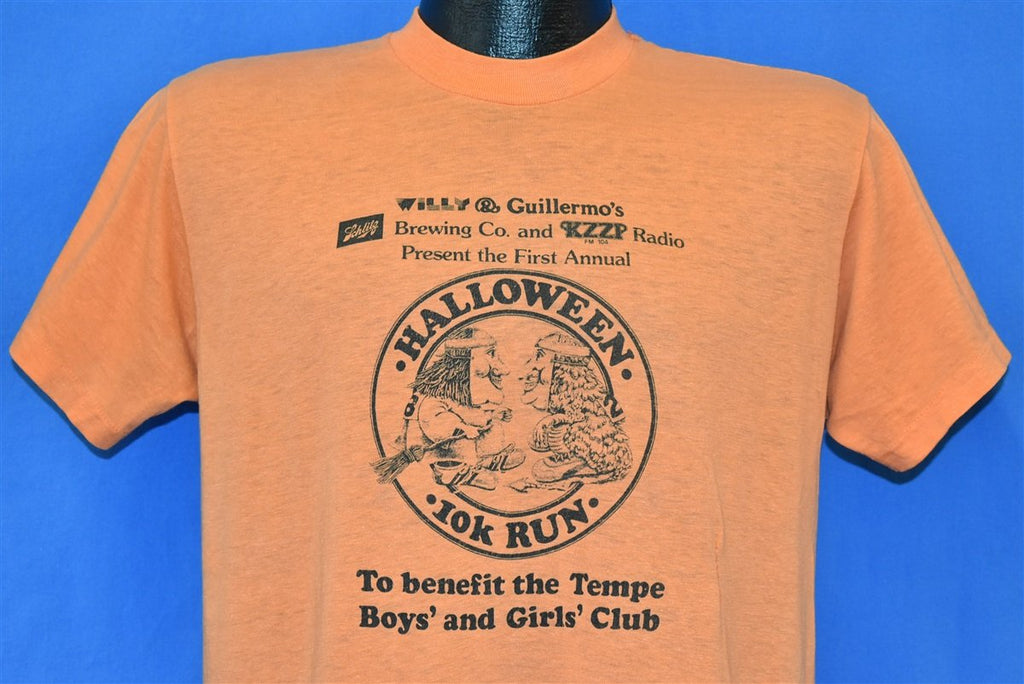 WILLY & Guillermo's
Schlitz Brewing Co. and KZZP Radio
FM 104
Present the First Annual
• HALLOWEEN •
• 10k RUN •
To benefit the Tempe
Boys' and Girls' Club